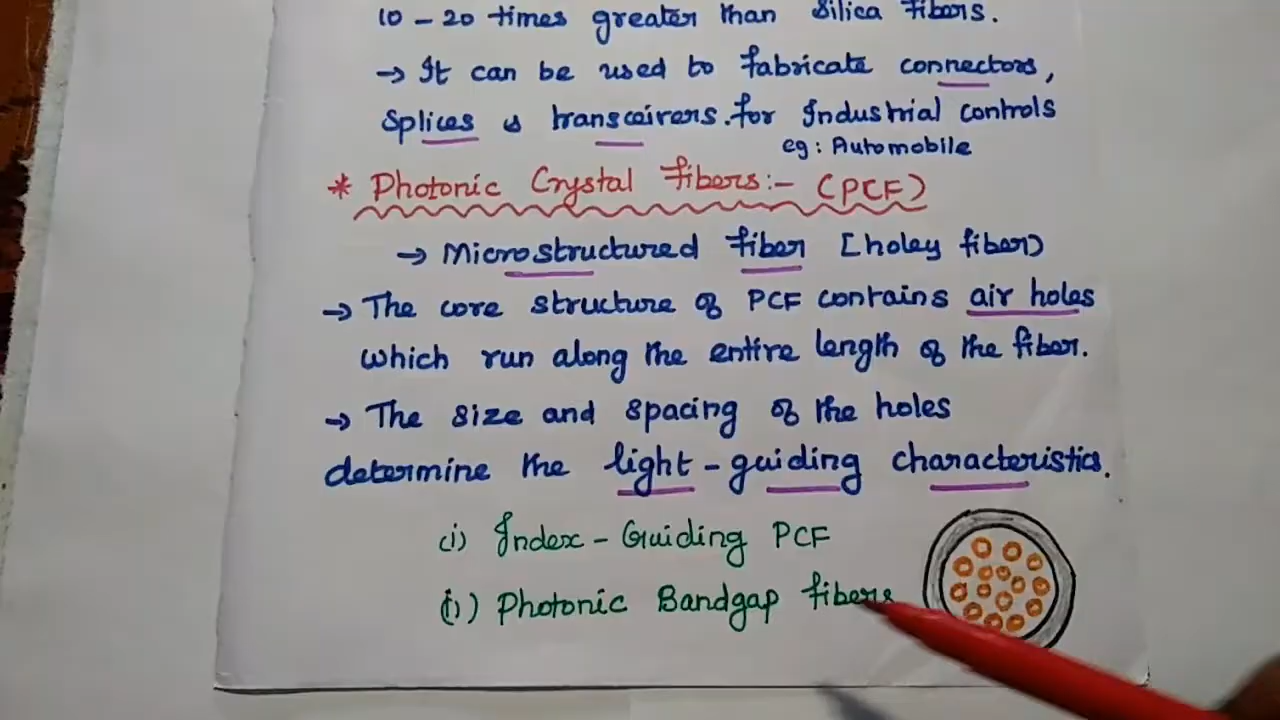 10 - 20 times greater than Silica fibers.
→ It can be used to fabricate connectors,
Splices & transceivers. for Industrial controls
eg: Automobile
* Photonic Crystal fibers:- (PCF)
→ Microstructured fiber [holey fiber)
→ The core structure of PCF contains air holes
which run along the entire length of the fiber.
→ The size and spacing of the holes
determine the light-guiding characteristics.
(i) Index-Guiding PCF
(ii) Photonic Bandgap fibers